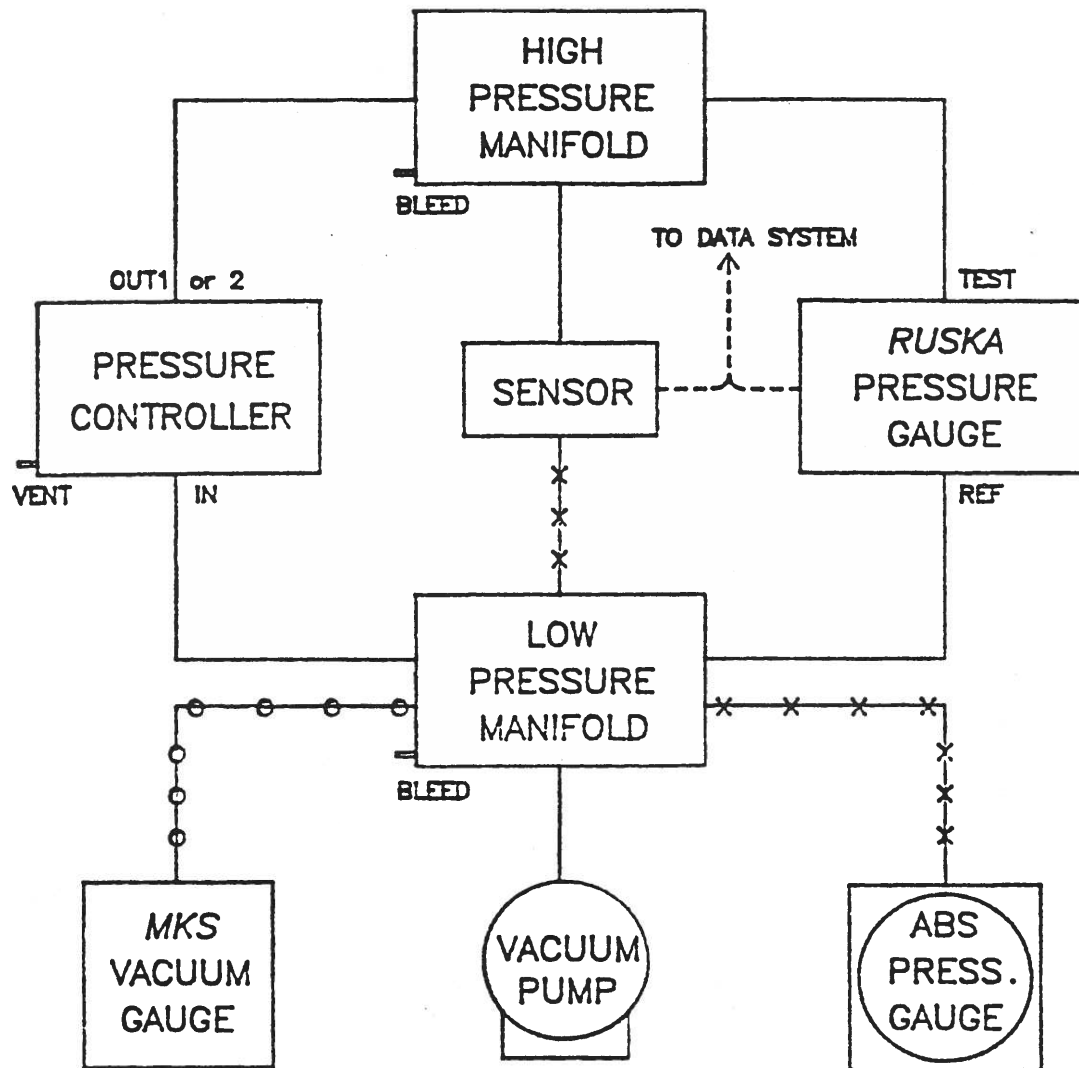 HIGH
PRESSURE
MANIFOLD
BLEED
TO DATA SYSTEM
OUT1 or 2
TEST
PRESSURE
CONTROLLER
SENSOR
RUSKA
PRESSURE
GAUGE
VENT
IN
REF
LOW
PRESSURE
MANIFOLD
BLEED
MKS
VACUUM
GAUGE
VACUUM
PUMP
ABS
PRESS.
GAUGE